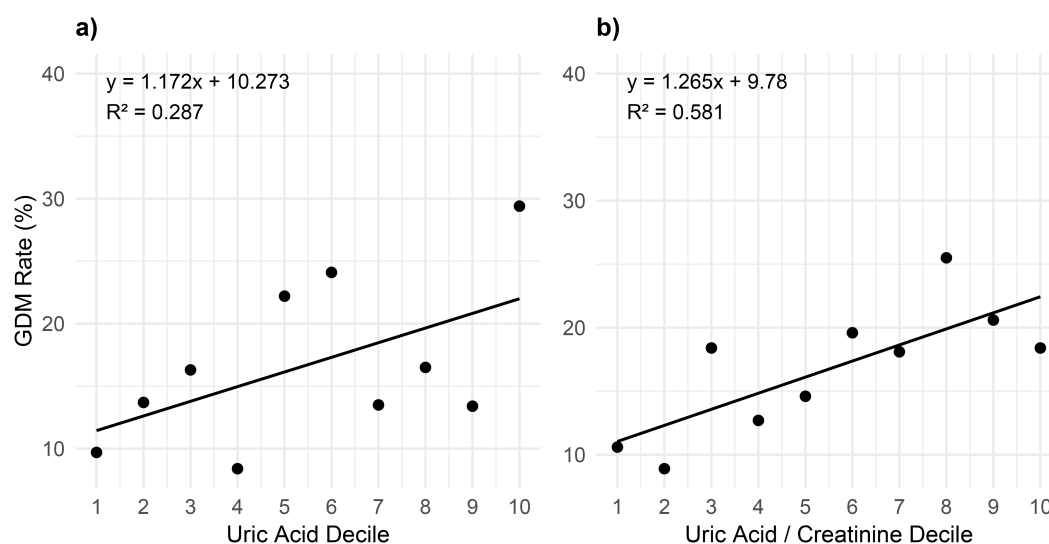 a)
y = 1.172x + 10.273
R² = 0.287
40
30
20
10
GDM Rate (%)
1 2 3 4 5 6 7 8 9 10
Uric Acid Decile
b)
y = 1.265x + 9.78
R² = 0.581
40
30
20
10
1 2 3 4 5 6 7 8 9 10
Uric Acid / Creatinine Decile